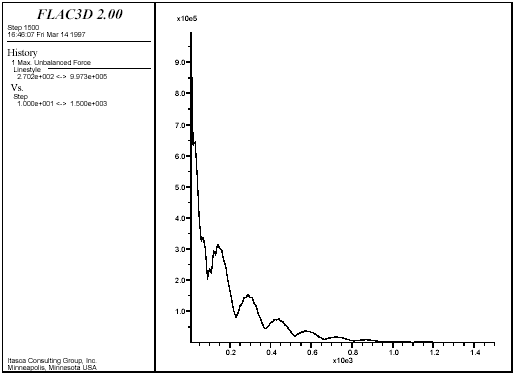 FLAC3D 2.00
Step 1500
16:46:07 Fri Mar 14 1997
History
1 Max. Unbalanced Force
Linestyle
2.702e+002 <-> 9.973e+005
Vs.
Step
1.000e+001 <-> 1.500e+003
Itasca Consulting Group, Inc.
Minneapolis, Minnesota USA
x10e5
9.0
8.0
7.0
6.0
5.0
4.0
3.0
2.0
1.0
0.2 0.4 0.6 0.8 1.0 1.2 1.4
x10e3